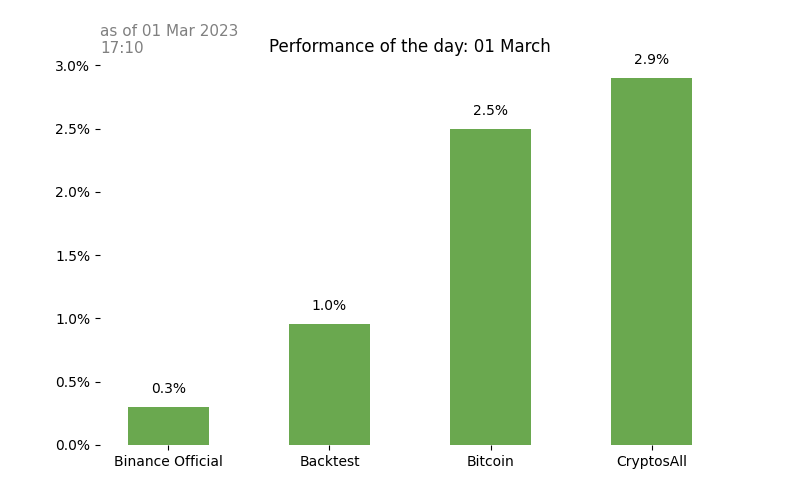 as of 01 Mar 2023
17:10
Performance of the day: 01 March
3.0%
2.5%
2.0%
1.5%
1.0%
0.5%
0.0%
0.3%
1.0%
2.5%
2.9%
Binance Official
Backtest
Bitcoin
CryptosAll